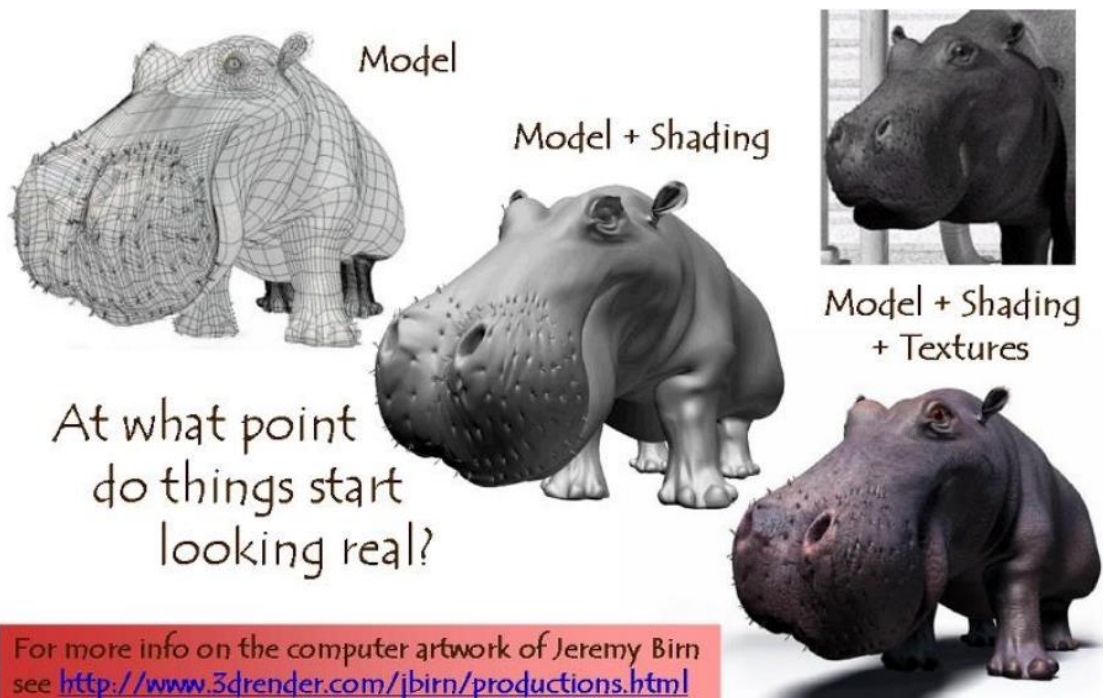 Model
Model + Shading
Model + Shading
+ Textures
At what point
do things start
looking real?
For more info on the computer artwork of Jeremy Birn
see http://www.3drender.com/jbirn/productions.html